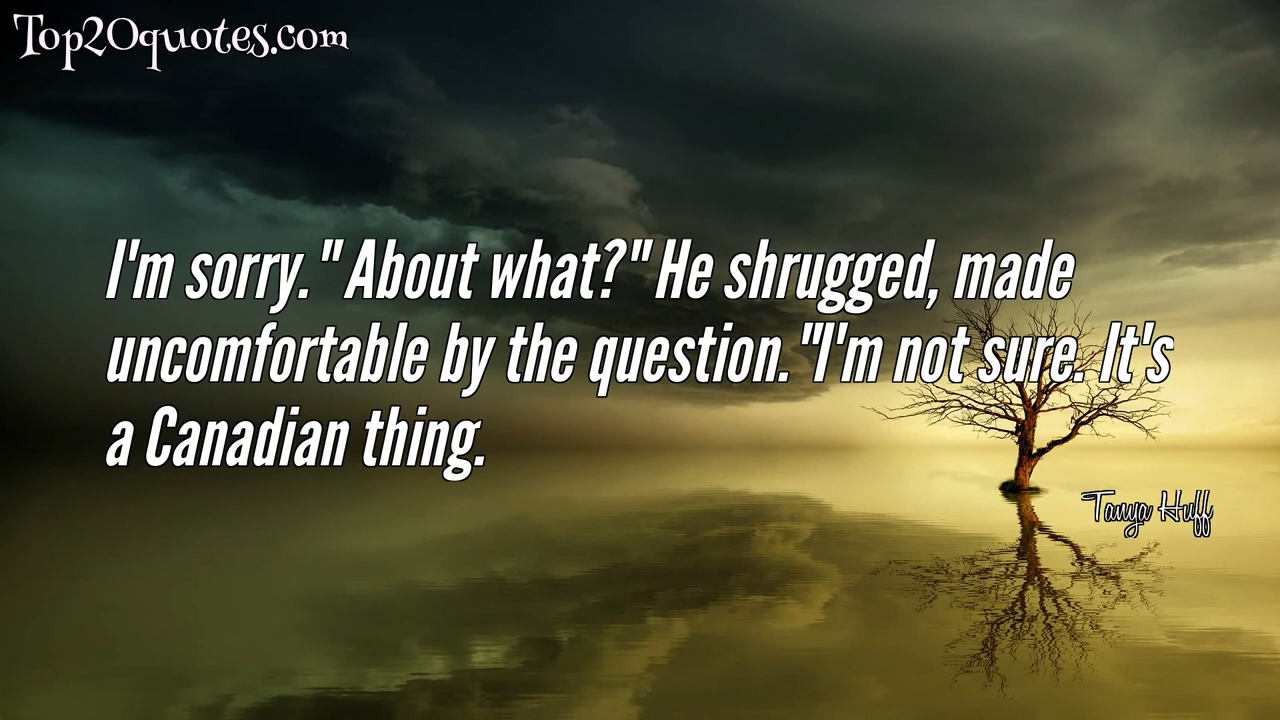 Top20quotes.com
I'm sorry." About what?" He shrugged, made
uncomfortable by the question."I'm not sure. It's
a Canadian thing.
Tanya Huff